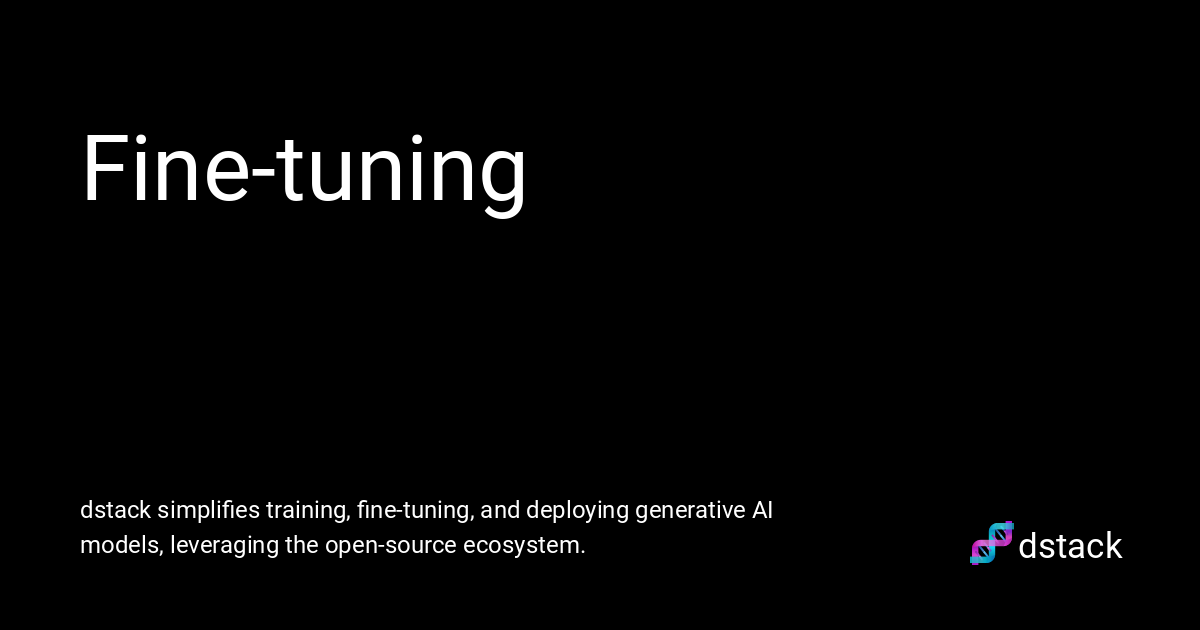 Fine-tuning
dstack simplifies training, fine-tuning, and deploying generative AI
models, leveraging the open-source ecosystem.
dstack